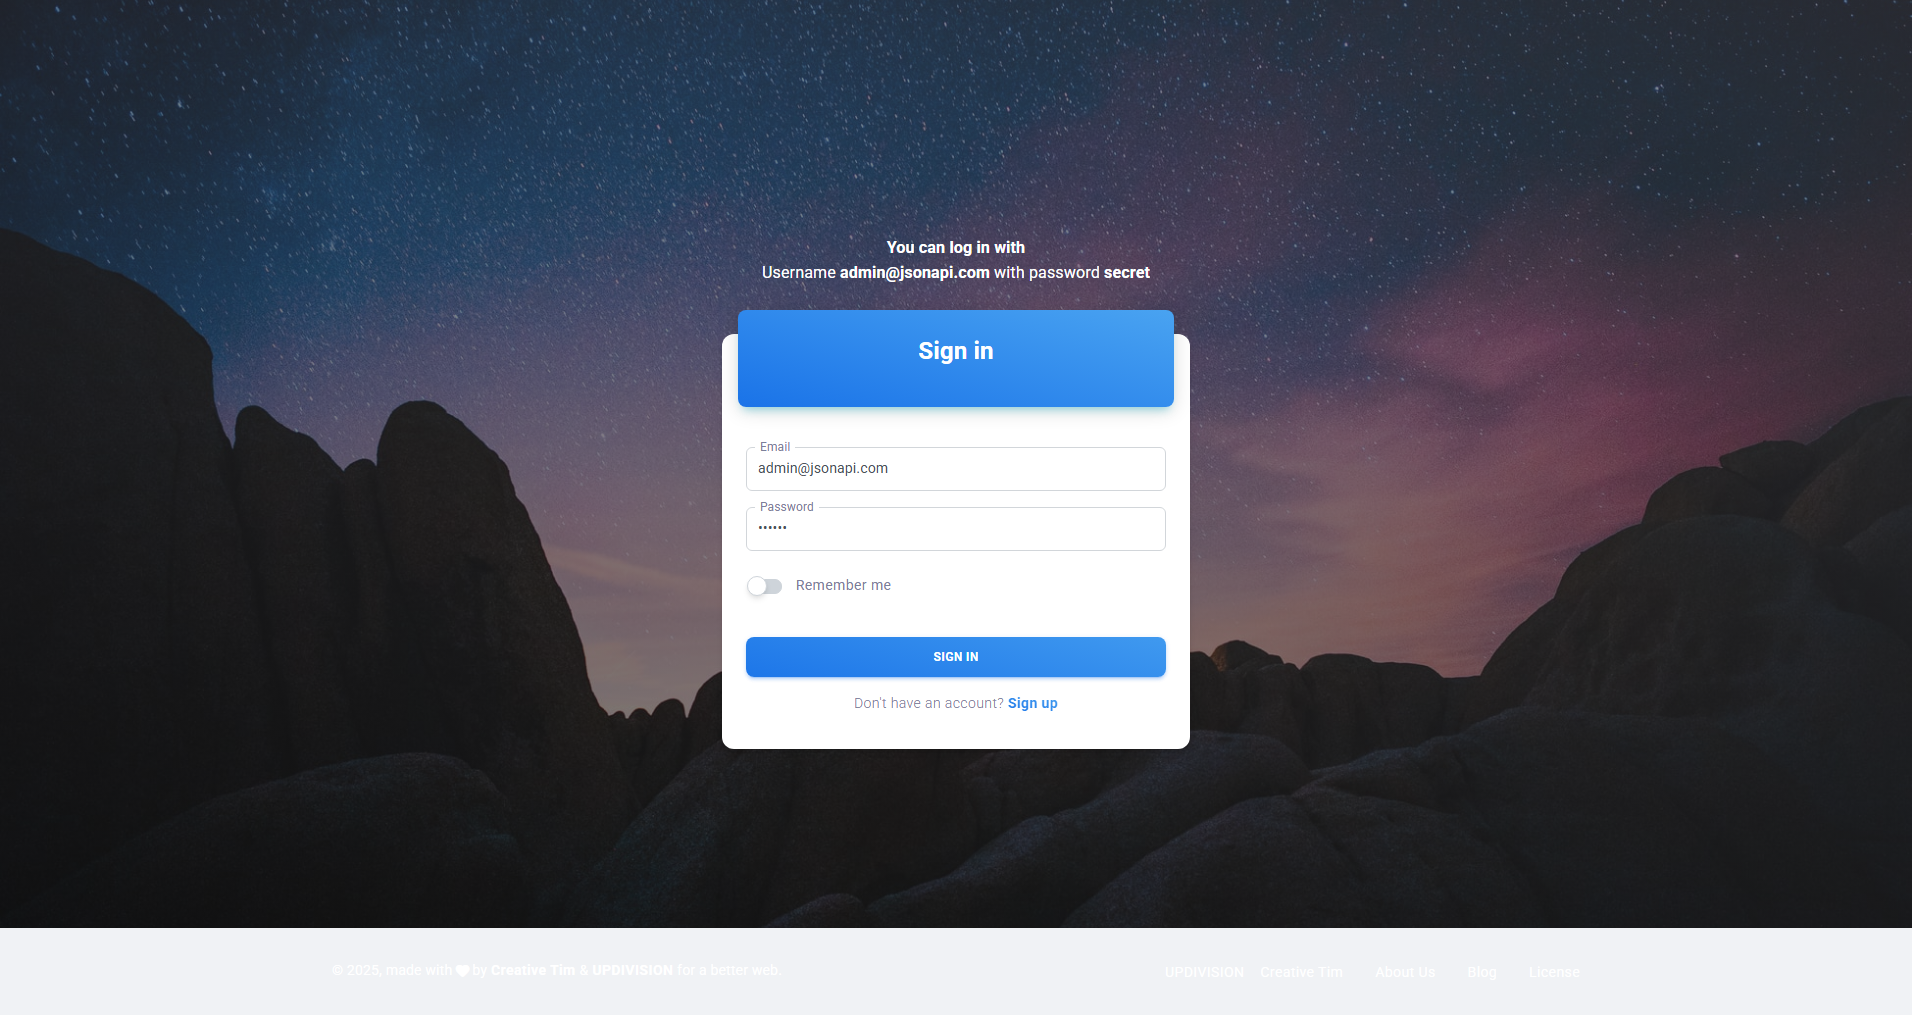 You can log in with
Username admin@jsonapi.com with password secret
Sign in
Email
admin@jsonapi.com
Password
••••••
Remember me
SIGN IN
Don't have an account? Sign up
© 2025, made with ♥ by Creative Tim & UPDIVISION for a better web.
UPDIVISION Creative Tim About Us Blog License